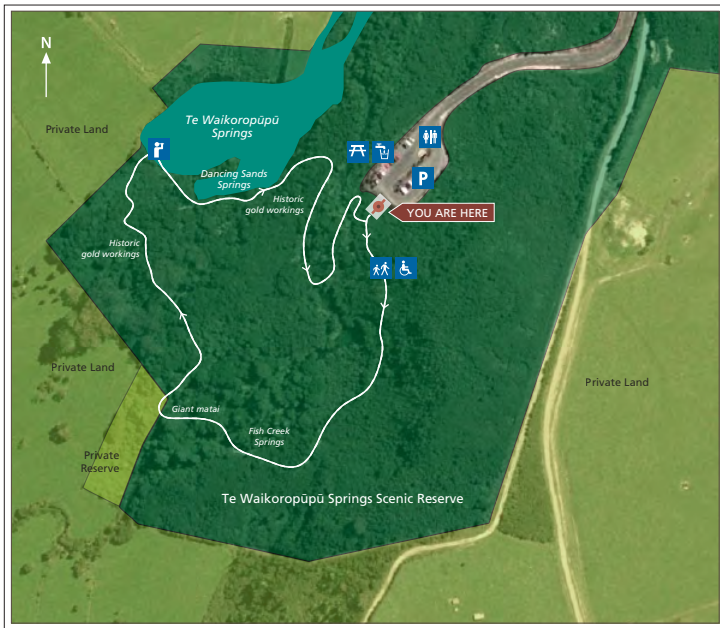 N
Private Land
Te Waikoropūpū
Springs
Dancing Sands
Springs
Historic
gold workings
P
YOU ARE HERE
Historic
gold workings
Private Land
Private Land
Giant matai
Fish Creek
Springs
Private
Reserve
Te Waikoropūpū Springs Scenic Reserve